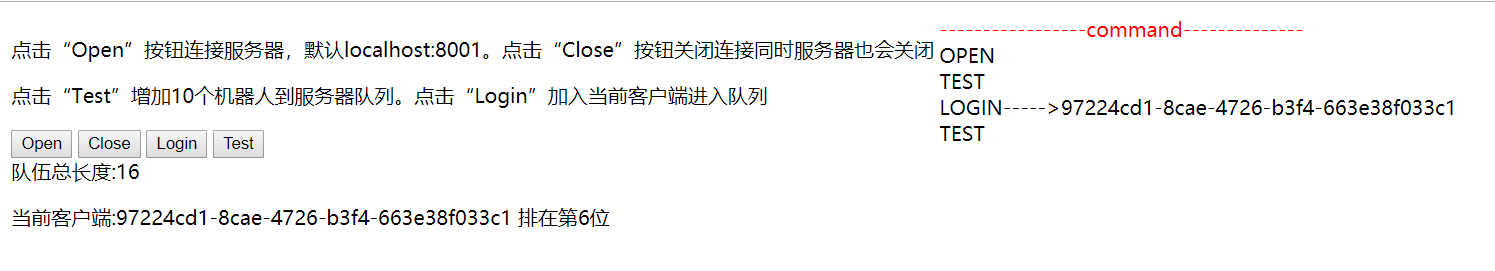 点击“Open”按钮连接服务器，默认localhost:8001。点击“Close”按钮关闭连接同时服务器也会关闭
点击“Test”增加10个机器人到服务器队列。点击“Login”加入当前客户端进入队列
Open Close Login Test
队伍总长度:16
当前客户端:97224cd1-8cae-4726-b3f4-663e38f033c1 排在第6位
-----------------command--------------
OPEN
TEST
LOGIN----->97224cd1-8cae-4726-b3f4-663e38f033c1
TEST